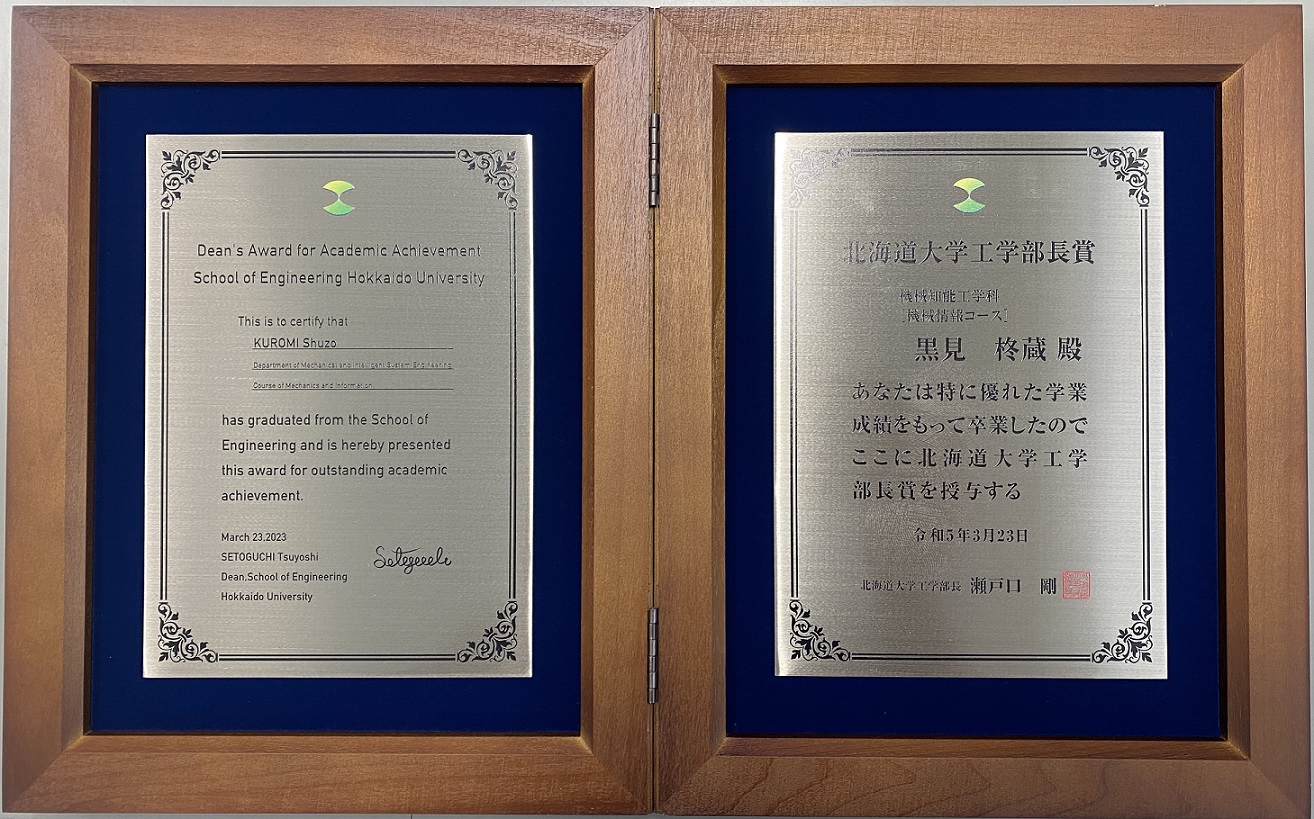 Dean's Award for Academic Achievement
School of Engineering Hokkaido University
This is to certify that
KUROMI Shuzo
Department of Mechanical and Intelligent System Engineering
Course of Mechanics and Information
has graduated from the School of
Engineering and is hereby presented
this award for outstanding academic
achievement.
March 23,2023
SETOGUCHI Tsuyoshi
Dean,School of Engineering
Hokkaido University
北海道大学工学部長賞
機械知能工学科
[機械情報コース]
黒見 柊蔵 殿
あなたは特に優れた学業
成績をもって卒業したので
ここに北海道大学工学
部長賞を授与する
令和5年3月23日
北海道大学工学部長 瀬戸口 剛